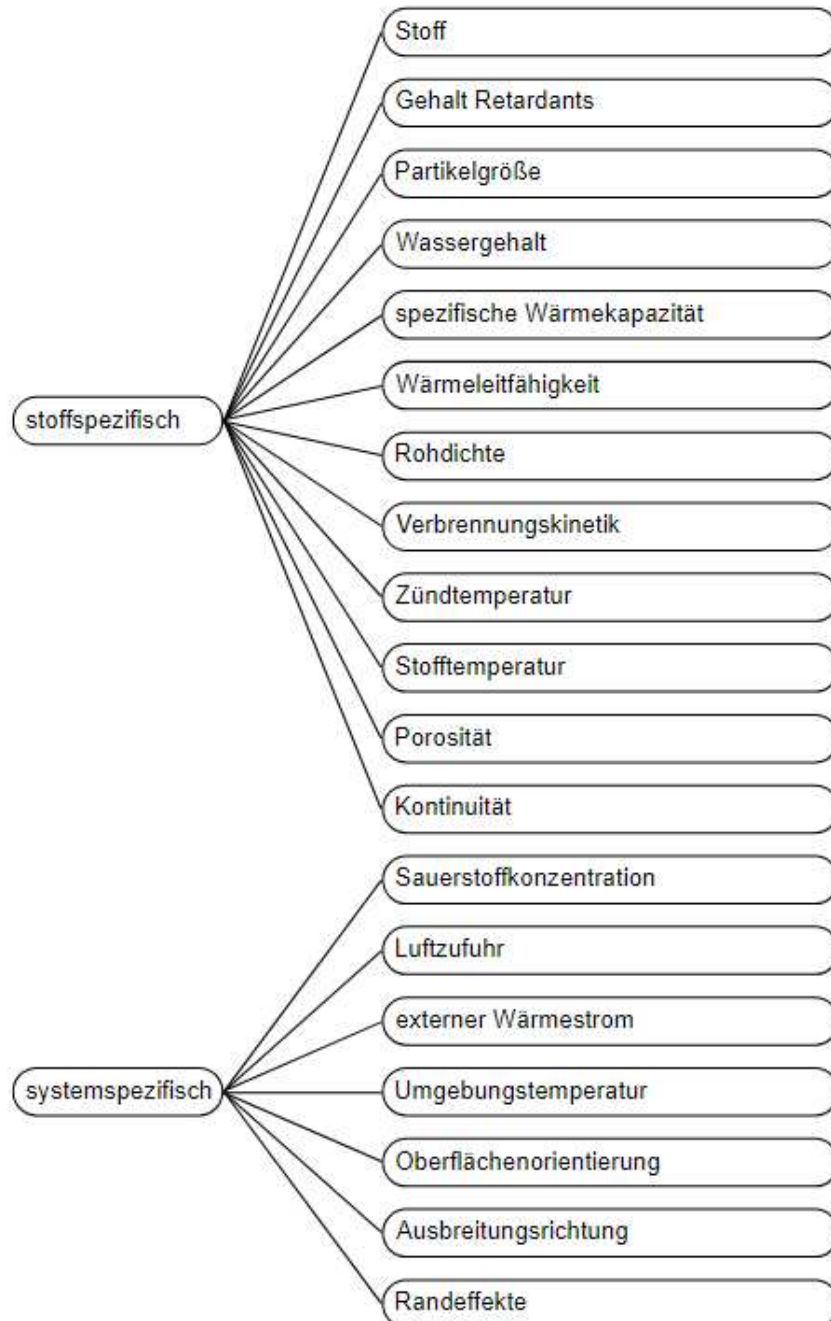 Stoff
Gehalt Retardants
Partikelgröße
Wassergehalt
spezifische Wärmekapazität
Wärmeleitfähigkeit
stoffspezifisch
Rohdichte
Verbrennungskinetik
Zündtemperatur
Stofftemperatur
Porosität
Kontinuität
Sauerstoffkonzentration
Luftzufuhr
externer Wärmestrom
systemspezifisch
Umgebungstemperatur
Oberflächenorientierung
Ausbreitungsrichtung
Randeffekte